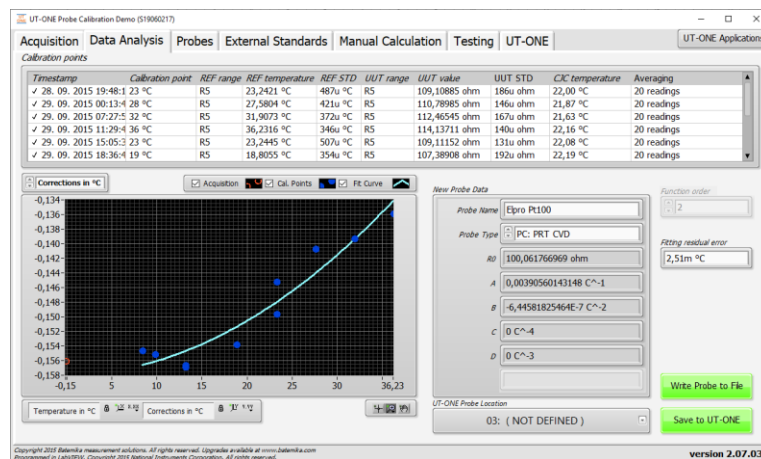 UT-ONE Probe Calibration Demo (S19060217)
Acquisition Data Analysis Probes External Standards Manual Calculation Testing UT-ONE UT-ONE Applications
Calibration points
Timestamp Calibration point REF range REF temperature REF STD UUT range UUT value UUT STD CJC temperature Averaging
✓ 28. 09. 2015 19:48:1 23 °C R5 23,2421 °C 487u °C R5 109,10885 ohm 186u ohm 22,00 °C 20 readings
✓ 29. 09. 2015 00:13:4 28 °C R5 27,5804 °C 421u °C R5 110,78985 ohm 146u ohm 21,87 °C 20 readings
✓ 29. 09. 2015 07:27:5 32 °C R5 31,9073 °C 372u °C R5 112,46545 ohm 167u ohm 21,63 °C 20 readings
✓ 29. 09. 2015 11:29:4 36 °C R5 36,2316 °C 346u °C R5 114,13711 ohm 140u ohm 22,16 °C 20 readings
✓ 29. 09. 2015 15:05:3 23 °C R5 23,2445 °C 507u °C R5 109,11152 ohm 131u ohm 22,08 °C 20 readings
✓ 29. 09. 2015 18:36:4 19 °C R5 18,8055 °C 354u °C R5 107,38908 ohm 192u ohm 22,19 °C 20 readings
Corrections in °C Acquisition Cal. Points Fit Curve
-0,134
-0,136
-0,138
-0,140
-0,142
-0,144
-0,146
-0,148
-0,150
-0,152
-0,154
-0,156
-0,158
-0,15 5 10 15 20 25 30 36,23
Temperature in °C Corrections in °C
New Probe Data
Probe Name Elpro Pt100
Probe Type PC: PRT CVD
R0 100,061766969 ohm
A 0,00390560143148 C^-1
B -6,44581825464E-7 C^-2
C 0 C^-4
D 0 C^-3
UT-ONE Probe Location
03: ( NOT DEFINED )
Function order
2
Fitting residual error
2,51m °C
Write Probe to File
Save to UT-ONE
Copyright 2015 Batemika measurement solutions. All rights reserved. Upgrades available at www.batemika.com
Programmed in LabVIEW. Copyright 2015 National Instruments Corporation. All rights reserved.
version 2.07.03